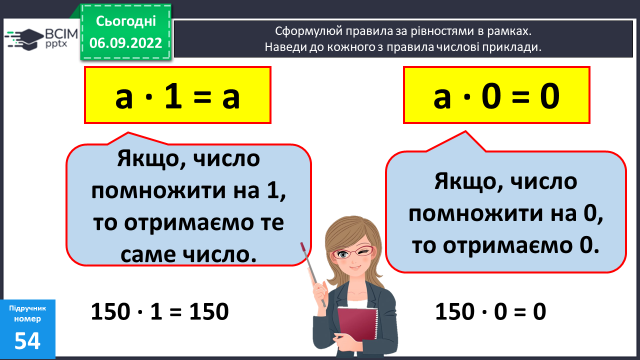 BCIM
pptx
Сьогодні
06.09.2022
Сформулюй правила за рівностями в рамках.
Наведи до кожного з правила числові приклади.
а · 1 = а
а · 0 = 0
Якщо, число
помножити на 1,
то отримаємо те
саме число.
Якщо, число
помножити на 0,
то отримаємо 0.
150 · 1 = 150
150 · 0 = 0
Підручник
номер
54